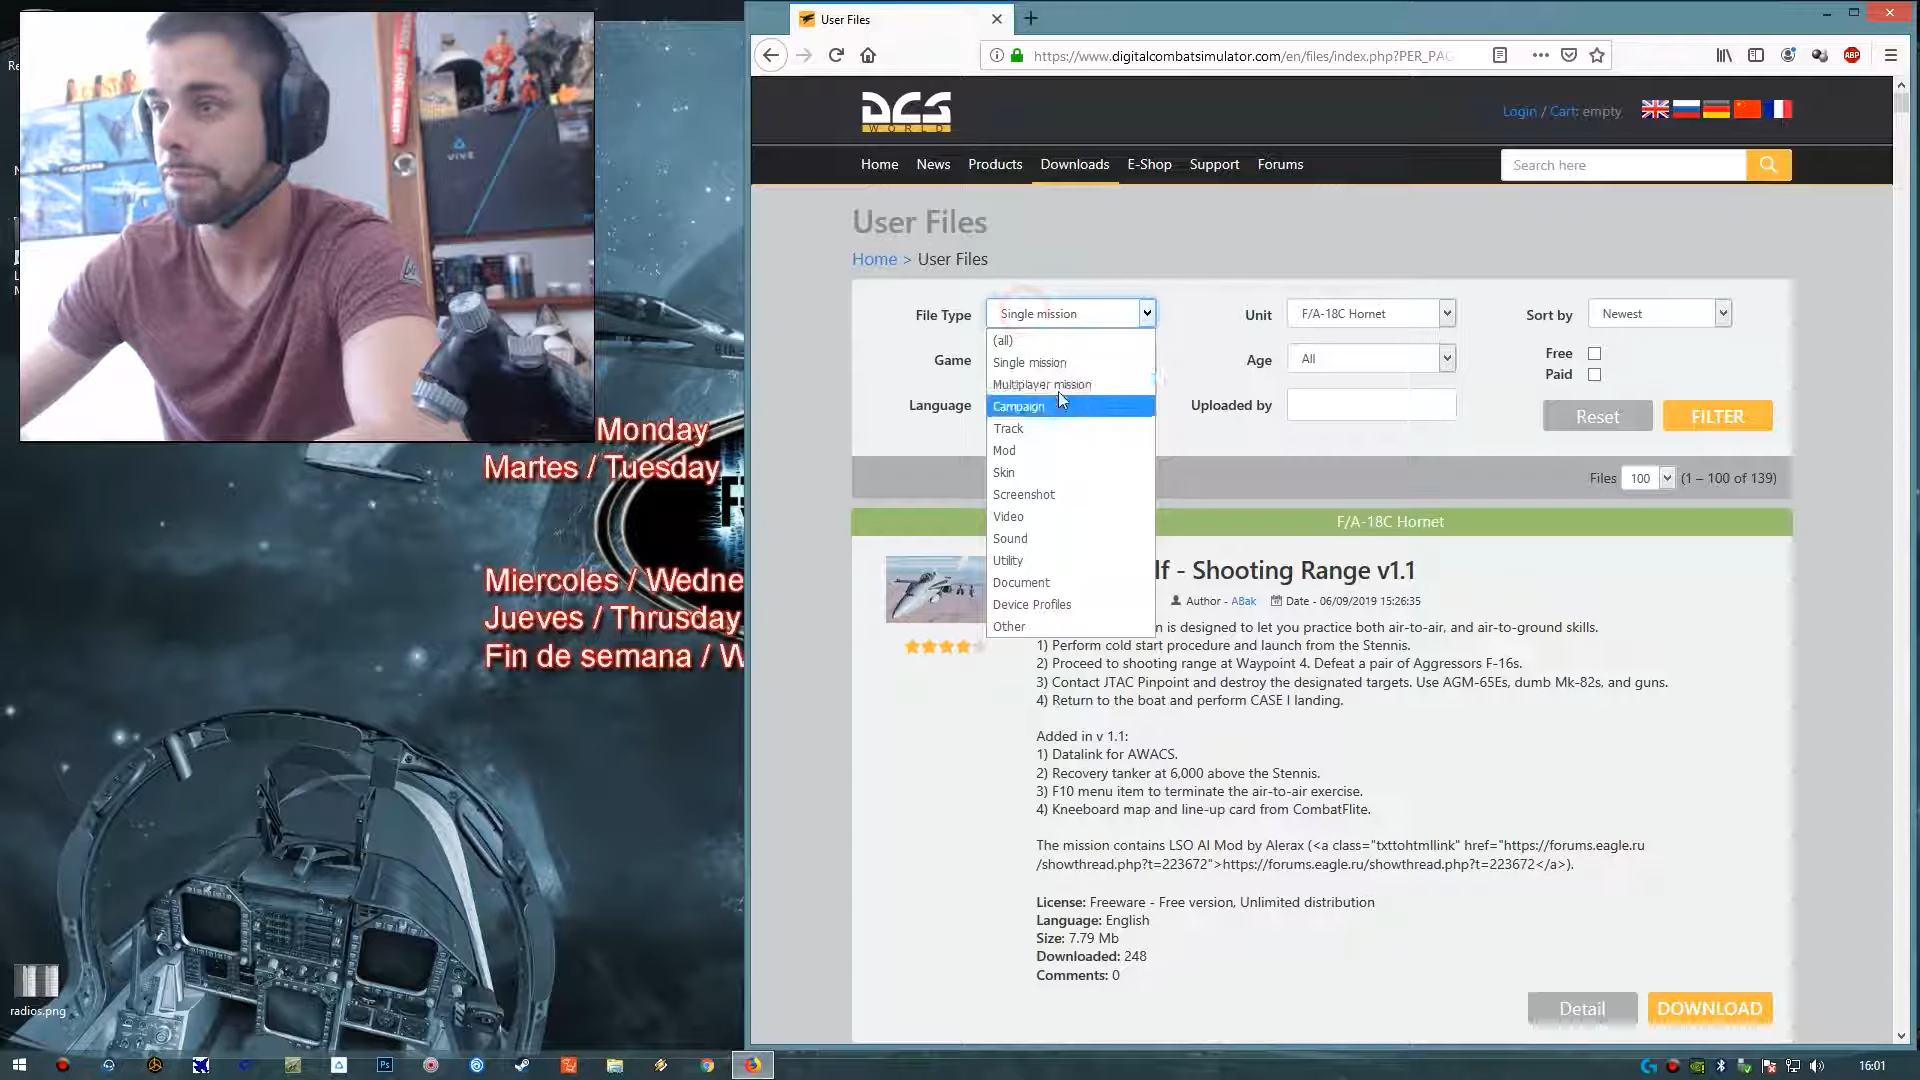 User Files
https://www.digitalcombatsimulator.com/en/files/index.php?PER_PAG
ABP
DCS
WORLD
Login / Cart: empty
Home News Products Downloads E-Shop Support Forums
Search here
User Files
Home > User Files
File Type Single mission Unit F/A-18C Hornet Sort by Newest
(all)
Single mission
Multiplayer mission
Campaign
Track
Mod
Skin
Screenshot
Video
Sound
Utility
Document
Device Profiles
Other
Game Age All Free
Paid
Language Uploaded by Reset FILTER
Files 100 (1 – 100 of 139)
F/A-18C Hornet
lf - Shooting Range v1.1
Author - ABak Date - 06/09/2019 15:26:35
n is designed to let you practice both air-to-air, and air-to-ground skills.
1) Perform cold start procedure and launch from the Stennis.
2) Proceed to shooting range at Waypoint 4. Defeat a pair of Aggressors F-16s.
3) Contact JTAC Pinpoint and destroy the designated targets. Use AGM-65Es, dumb Mk-82s, and guns.
4) Return to the boat and perform CASE I landing.
Added in v 1.1:
1) Datalink for AWACS.
2) Recovery tanker at 6,000 above the Stennis.
3) F10 menu item to terminate the air-to-air exercise.
4) Kneeboard map and line-up card from CombatFlite.
The mission contains LSO AI Mod by Alerax (<a class="txttohtmllink" href="https://forums.eagle.ru
/showthread.php?t=223672">https://forums.eagle.ru/showthread.php?t=223672</a>).
License: Freeware - Free version, Unlimited distribution
Language: English
Size: 7.79 Mb
Downloaded: 248
Comments: 0
Detail DOWNLOAD
VIVE
Monday
Martes / Tuesday
Miercoles / Wedne
Jueves / Thrusday
Fin de semana / W
radios.png
Ps
16:01